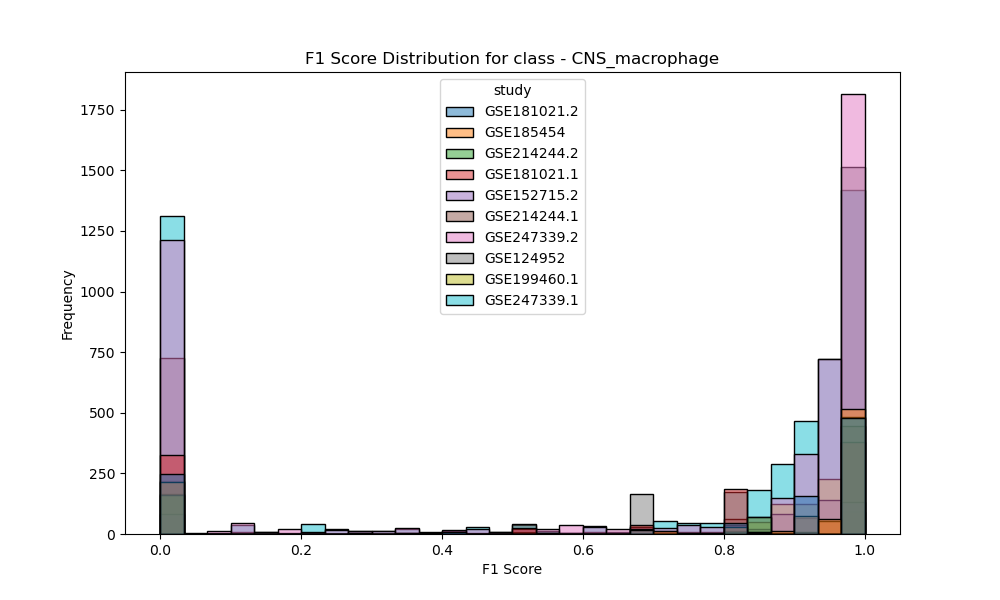 F1 Score Distribution for class - CNS_macrophage
study
GSE181021.2
GSE185454
GSE214244.2
GSE181021.1
GSE152715.2
GSE214244.1
GSE247339.2
GSE124952
GSE199460.1
GSE247339.1
Frequency
1750
1500
1250
1000
750
500
250
0
0.0 0.2 0.4 0.6 0.8 1.0
F1 Score